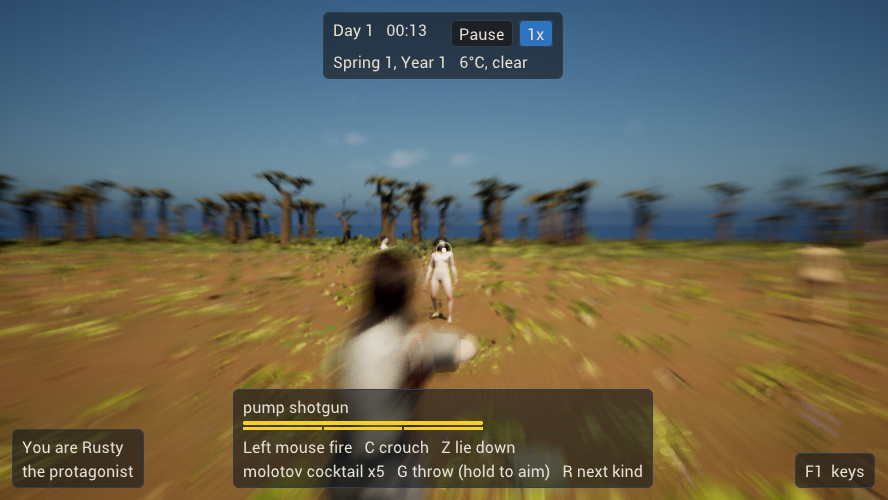 Day 1 00:13 Pause 1x
Spring 1, Year 1 6°C, clear
pump shotgun
Left mouse fire C crouch Z lie down
molotov cocktail x5 G throw (hold to aim) R next kind
You are Rusty
the protagonist
F1 keys